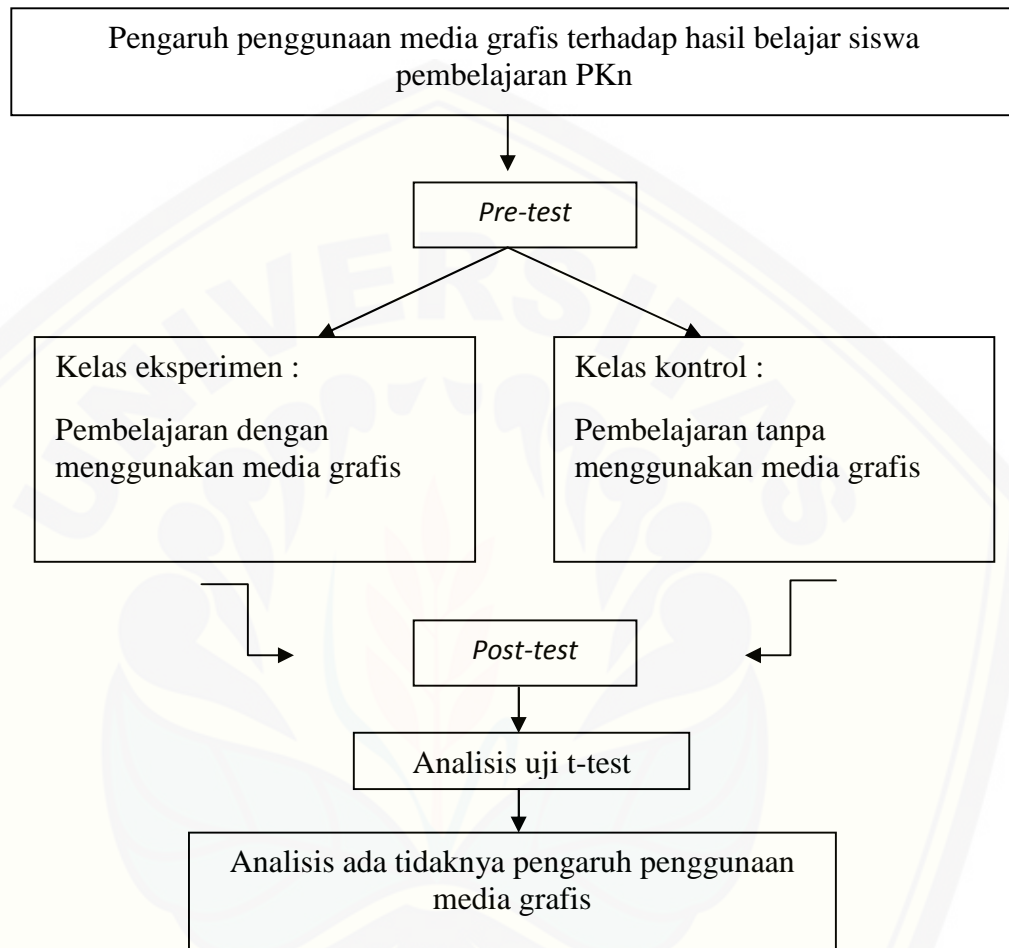 Pengaruh penggunaan media grafis terhadap hasil belajar siswa
pembelajaran PKn
Pre-test
Kelas eksperimen :
Pembelajaran dengan
menggunakan media grafis
Kelas kontrol :
Pembelajaran tanpa
menggunakan media grafis
Post-test
Analisis uji t-test
Analisis ada tidaknya pengaruh penggunaan
media grafis
UNIVERSITAS